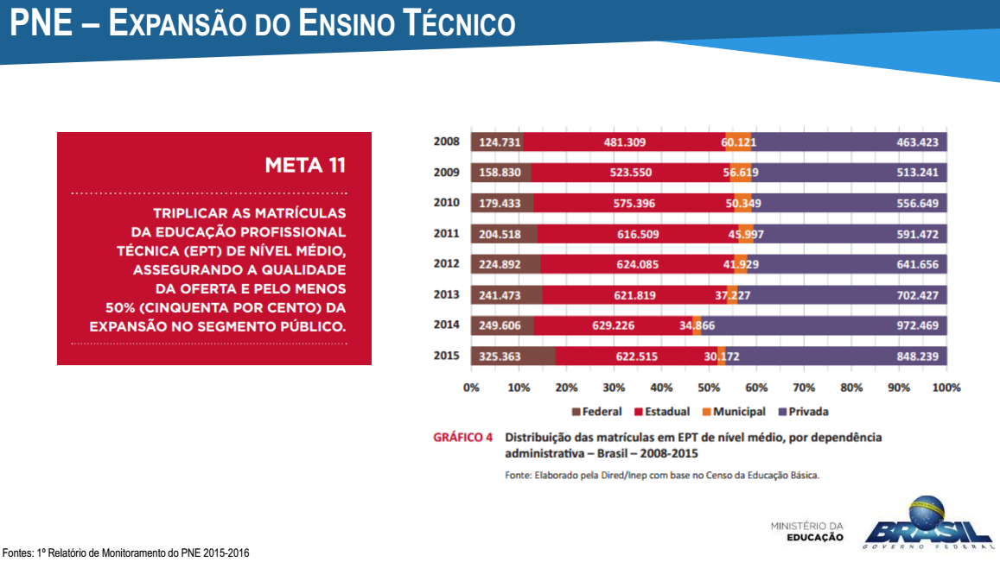 PNE – EXPANSÃO DO ENSINO TÉCNICO
META 11
TRIPLICAR AS MATRÍCULAS
DA EDUCAÇÃO PROFISSIONAL
TÉCNICA (EPT) DE NÍVEL MÉDIO,
ASSEGURANDO A QUALIDADE
DA OFERTA E PELO MENOS
50% (CINQUENTA POR CENTO) DA
EXPANSÃO NO SEGMENTO PÚBLICO.
2008 124.731 481.309 60.121 463.423
2009 158.830 523.550 56.619 513.241
2010 179.433 575.396 50.349 556.649
2011 204.518 616.509 45.997 591.472
2012 224.892 624.085 41.929 641.656
2013 241.473 621.819 37.227 702.427
2014 249.606 629.226 34.866 972.469
2015 325.363 622.515 30.172 848.239
0% 10% 20% 30% 40% 50% 60% 70% 80% 90% 100%
Federal Estadual Municipal Privada
GRÁFICO 4 Distribuição das matrículas em EPT de nível médio, por dependência
administrativa – Brasil – 2008-2015
Fonte: Elaborado pela Dired/Inep com base no Censo da Educação Básica.
MINISTÉRIO DA
EDUCAÇÃO
BRASIL
GOVERNO FEDERAL
Fontes: 1º Relatório de Monitoramento do PNE 2015-2016